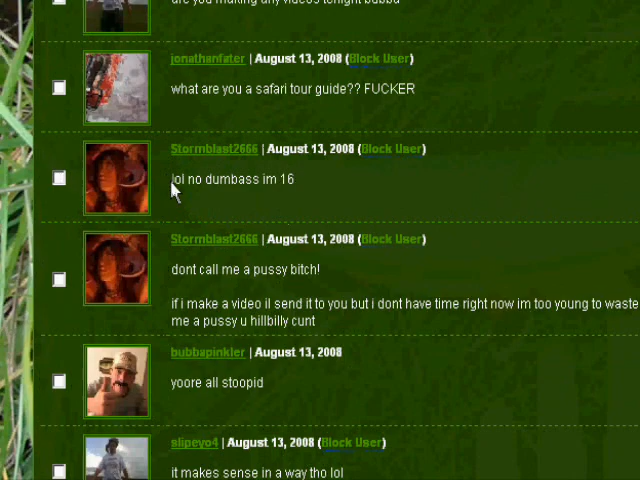 are you making any videos tonight bubba
jonathanfater | August 13, 2008 (Block User)
what are you a safari tour guide?? FUCKER
Stormblast2666 | August 13, 2008 (Block User)
lol no dumbass im 16
Stormblast2666 | August 13, 2008 (Block User)
dont call me a pussy bitch!
if i make a video il send it to you but i dont have time right now im too young to waste
me a pussy u hillbilly cunt
bubbapinkler | August 13, 2008
yoore all stoopid
slipeyo4 | August 13, 2008 (Block User)
it makes sense in a way tho lol